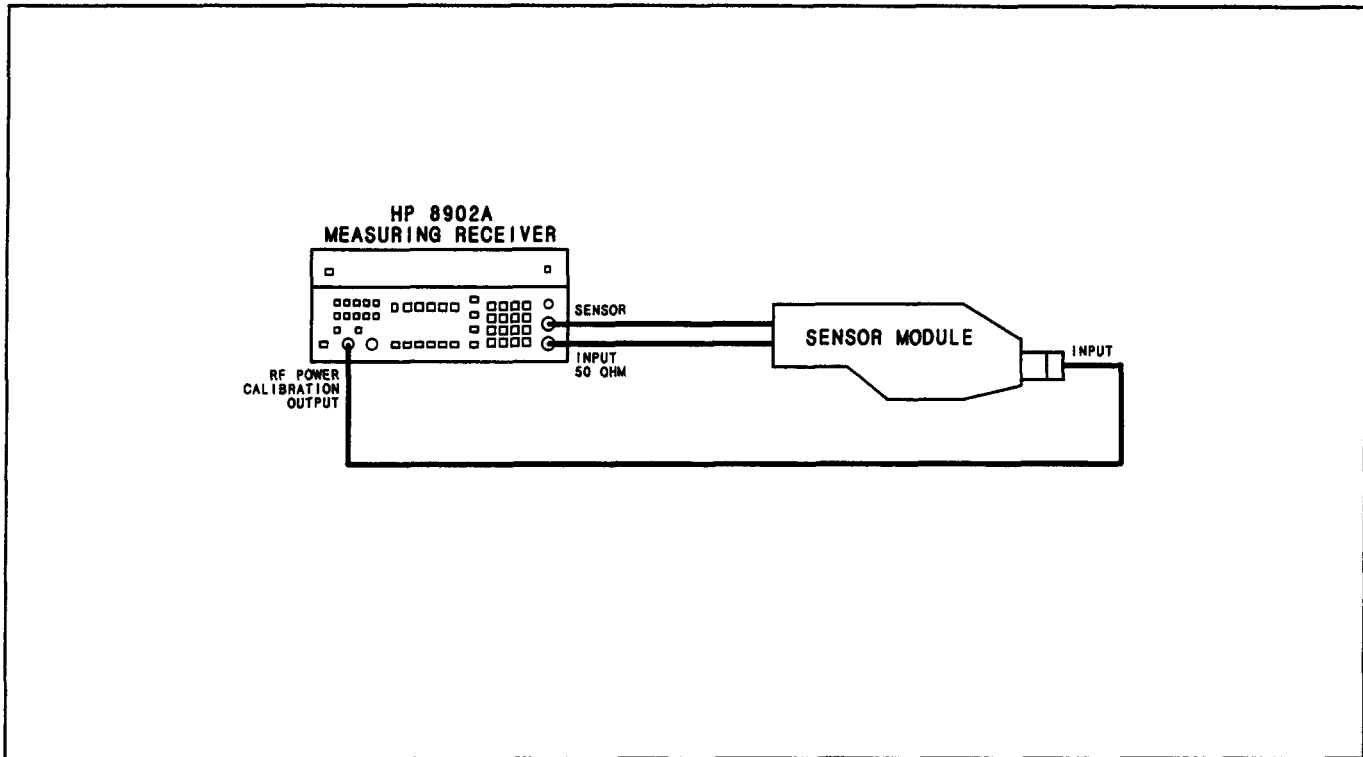 HP 8902A
MEASURING RECEIVER
SENSOR
INPUT
50 OHM
SENSOR MODULE
INPUT
RF POWER
CALIBRATION
OUTPUT